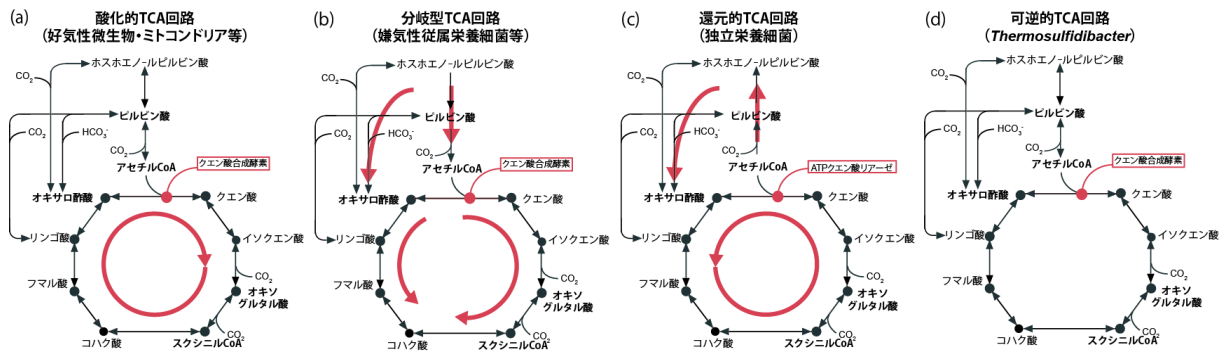 (a)
酸化的TCA回路
(好気性微生物・ミトコンドリア等)
ホスホエノールピルビン酸
CO₂
ピルビン酸
CO₂
HCO₃⁻
CO₂
アセチルCoA
クエン酸合成酵素
オキサロ酢酸
クエン酸
リンゴ酸
イソクエン酸
CO₂
フマル酸
オキソ
グルタル酸
CO₂
コハク酸
スクシニルCoA
(b)
分岐型TCA回路
(嫌気性従属栄養細菌等)
ホスホエノールピルビン酸
CO₂
ピルビン酸
CO₂
HCO₃⁻
CO₂
アセチルCoA
クエン酸合成酵素
オキサロ酢酸
クエン酸
リンゴ酸
イソクエン酸
CO₂
フマル酸
オキソ
グルタル酸
CO₂
コハク酸
スクシニルCoA
(c)
還元的TCA回路
(独立栄養細菌)
ホスホエノールピルビン酸
CO₂
ピルビン酸
CO₂
HCO₃⁻
CO₂
アセチルCoA
ATPクエン酸リアーゼ
オキサロ酢酸
クエン酸
リンゴ酸
イソクエン酸
CO₂
フマル酸
オキソ
グルタル酸
CO₂
コハク酸
スクシニルCoA
(d)
可逆的TCA回路
(Thermosulfidibacter)
ホスホエノールピルビン酸
CO₂
ピルビン酸
CO₂
HCO₃⁻
CO₂
アセチルCoA
クエン酸合成酵素
オキサロ酢酸
クエン酸
リンゴ酸
イソクエン酸
CO₂
フマル酸
オキソ
グルタル酸
CO₂
コハク酸
スクシニルCoA